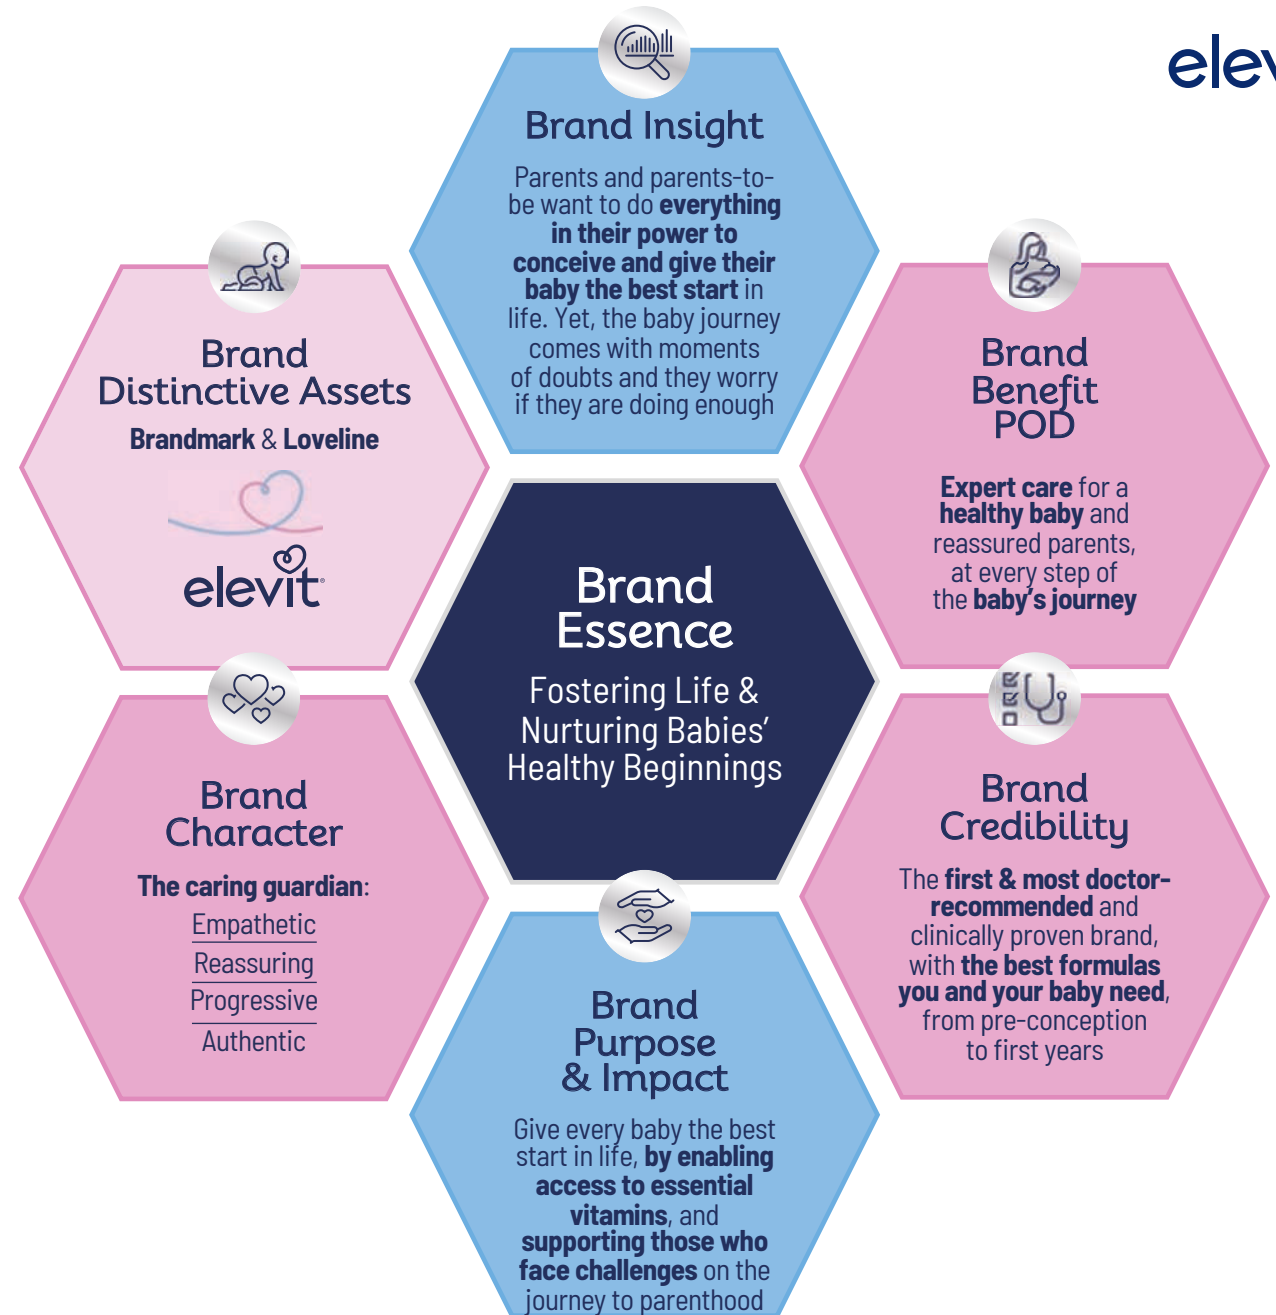 elev
Brand Insight
Parents and parents-to-
be want to do everything
in their power to
conceive and give their
baby the best start in
life. Yet, the baby journey
comes with moments
of doubts and they worry
if they are doing enough
Brand
Distinctive Assets
Brandmark & Loveline
elevit
Brand
Benefit
POD
Expert care for a
healthy baby and
reassured parents,
at every step of
the baby's journey
Brand
Essence
Fostering Life &
Nurturing Babies'
Healthy Beginnings
Brand
Character
The caring guardian:
Empathetic
Reassuring
Progressive
Authentic
Brand
Credibility
The first & most doctor-
recommended and
clinically proven brand,
with the best formulas
you and your baby need,
from pre-conception
to first years
Brand
Purpose
& Impact
Give every baby the best
start in life, by enabling
access to essential
vitamins, and
supporting those who
face challenges on the
journey to parenthood